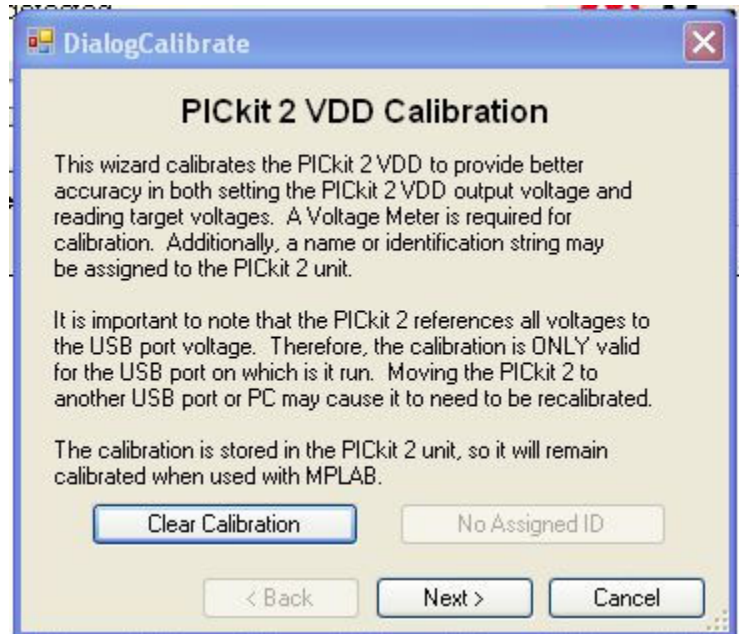 DialogCalibrate
PICkit 2 VDD Calibration
This wizard calibrates the PICkit 2 VDD to provide better
accuracy in both setting the PICkit 2 VDD output voltage and
reading target voltages. A Voltage Meter is required for
calibration. Additionally, a name or identification string may
be assigned to the PICkit 2 unit.
It is important to note that the PICkit 2 references all voltages to
the USB port voltage. Therefore, the calibration is ONLY valid
for the USB port on which is it run. Moving the PICkit 2 to
another USB port or PC may cause it to need to be recalibrated.
The calibration is stored in the PICkit 2 unit, so it will remain
calibrated when used with MPLAB.
Clear Calibration No Assigned ID
< Back Next > Cancel